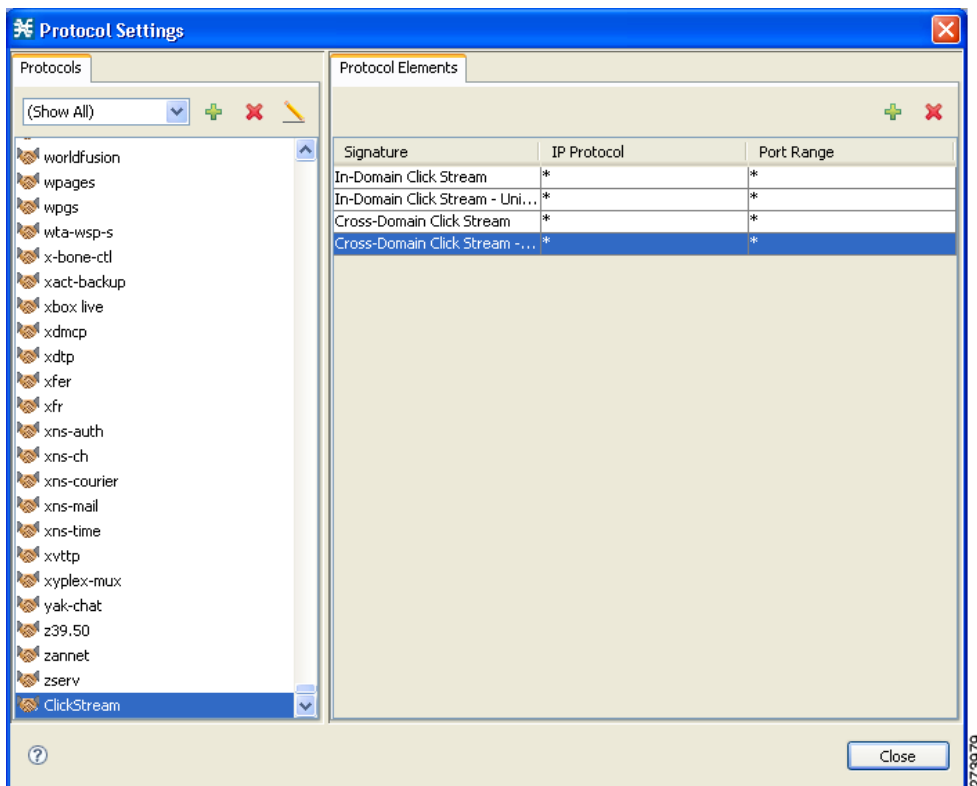 Protocol Settings
Protocols
(Show All)
worldfusion
wpages
wpgs
wta-wsp-s
x-bone-ctl
xact-backup
xbox live
xdmcp
xdtp
xfer
xfr
xns-auth
xns-ch
xns-courier
xns-mail
xns-time
xvttp
xyplex-mux
yak-chat
z39.50
zannet
zserv
ClickStream
Protocol Elements
Signature IP Protocol Port Range
In-Domain Click Stream * *
In-Domain Click Stream - Uni... * *
Cross-Domain Click Stream * *
Cross-Domain Click Stream -... * *
Close
273979